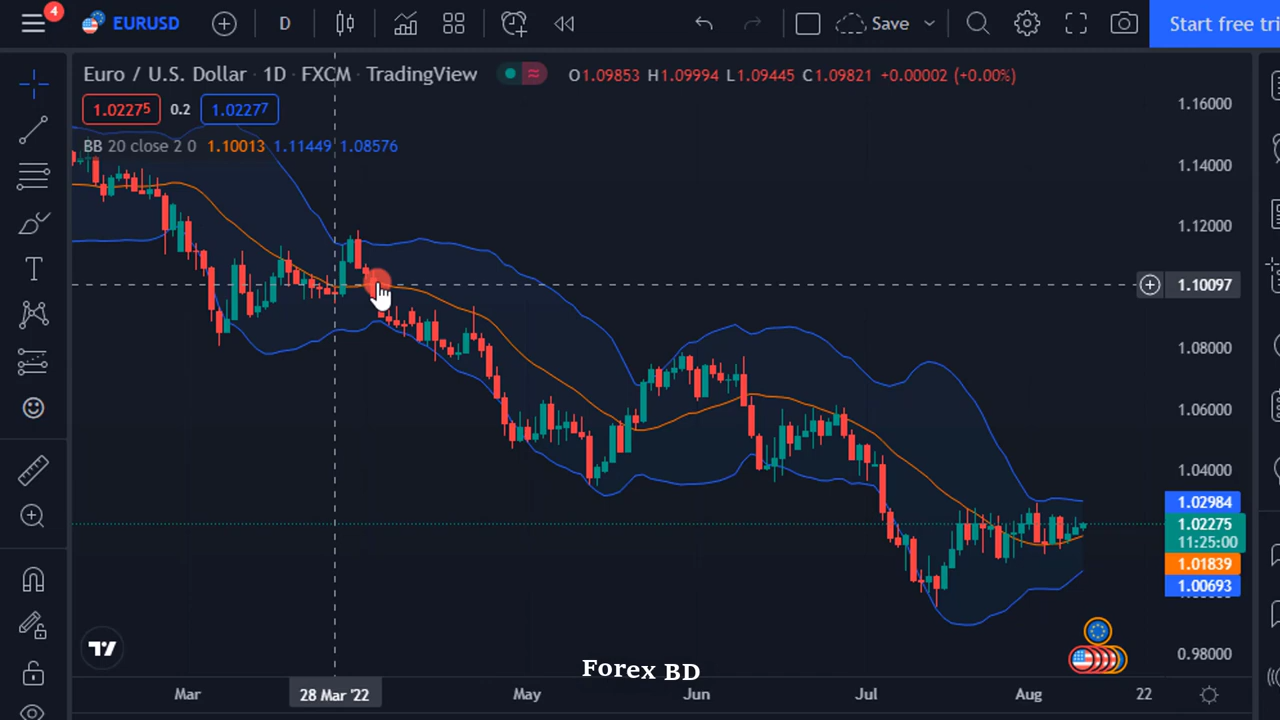 4
EURUSD
D
Save
Start free tri
Euro / U.S. Dollar · 1D · FXCM · TradingView
O1.09853 H1.09994 L1.09445 C1.09821 +0.00002 (+0.00%)
1.02275 0.2 1.02277
BB 20 close 2 0 1.10013 1.11449 1.08576
1.16000
1.14000
1.12000
1.10097
1.08000
1.06000
1.04000
1.02984
1.02275
11:25:00
1.01839
1.00693
0.98000
T
Forex BD
Mar
28 Mar '22
May
Jun
Jul
Aug
22